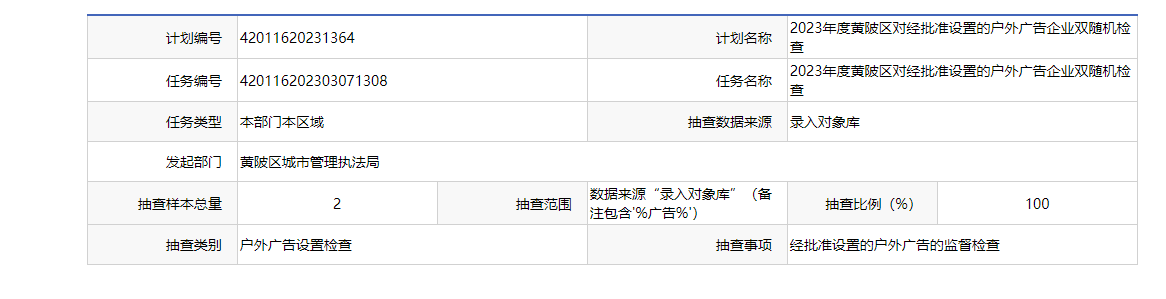 计划编号 42011620231364 计划名称 2023年度黄陂区对经批准设置的户外广告企业双随机检
查
任务编号 420116202303071308 任务名称 2023年度黄陂区对经批准设置的户外广告企业双随机检
查
任务类型 本部门本区域 抽查数据来源 录入对象库
发起部门 黄陂区城市管理执法局
抽查样本总量 2 抽查范围 数据来源“录入对象库”（备
注包含'%广告%'） 抽查比例（%） 100
抽查类别 户外广告设置检查 抽查事项 经批准设置的户外广告的监督检查